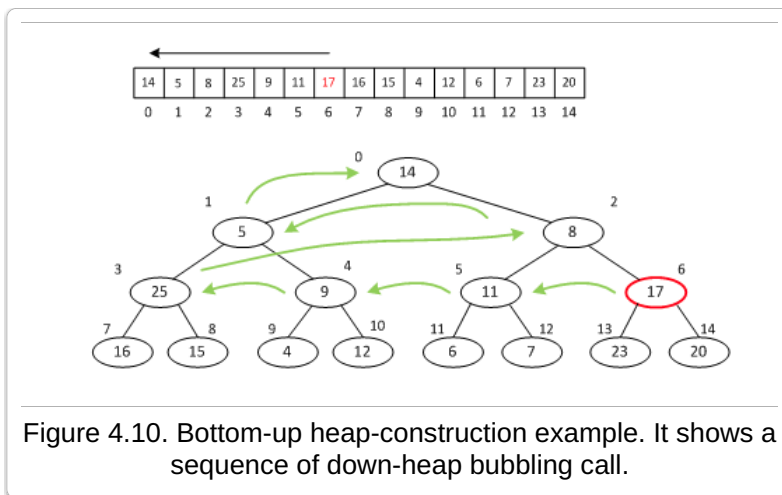 14 5 8 25 9 11 17 16 15 4 12 6 7 23 20
0 1 2 3 4 5 6 7 8 9 10 11 12 13 14
0
14
1 2
5 8
3 4 5 6
25 9 11 17
7 8 9 10 11 12 13 14
16 15 4 12 6 7 23 20
Figure 4.10. Bottom-up heap-construction example. It shows a
sequence of down-heap bubbling call.